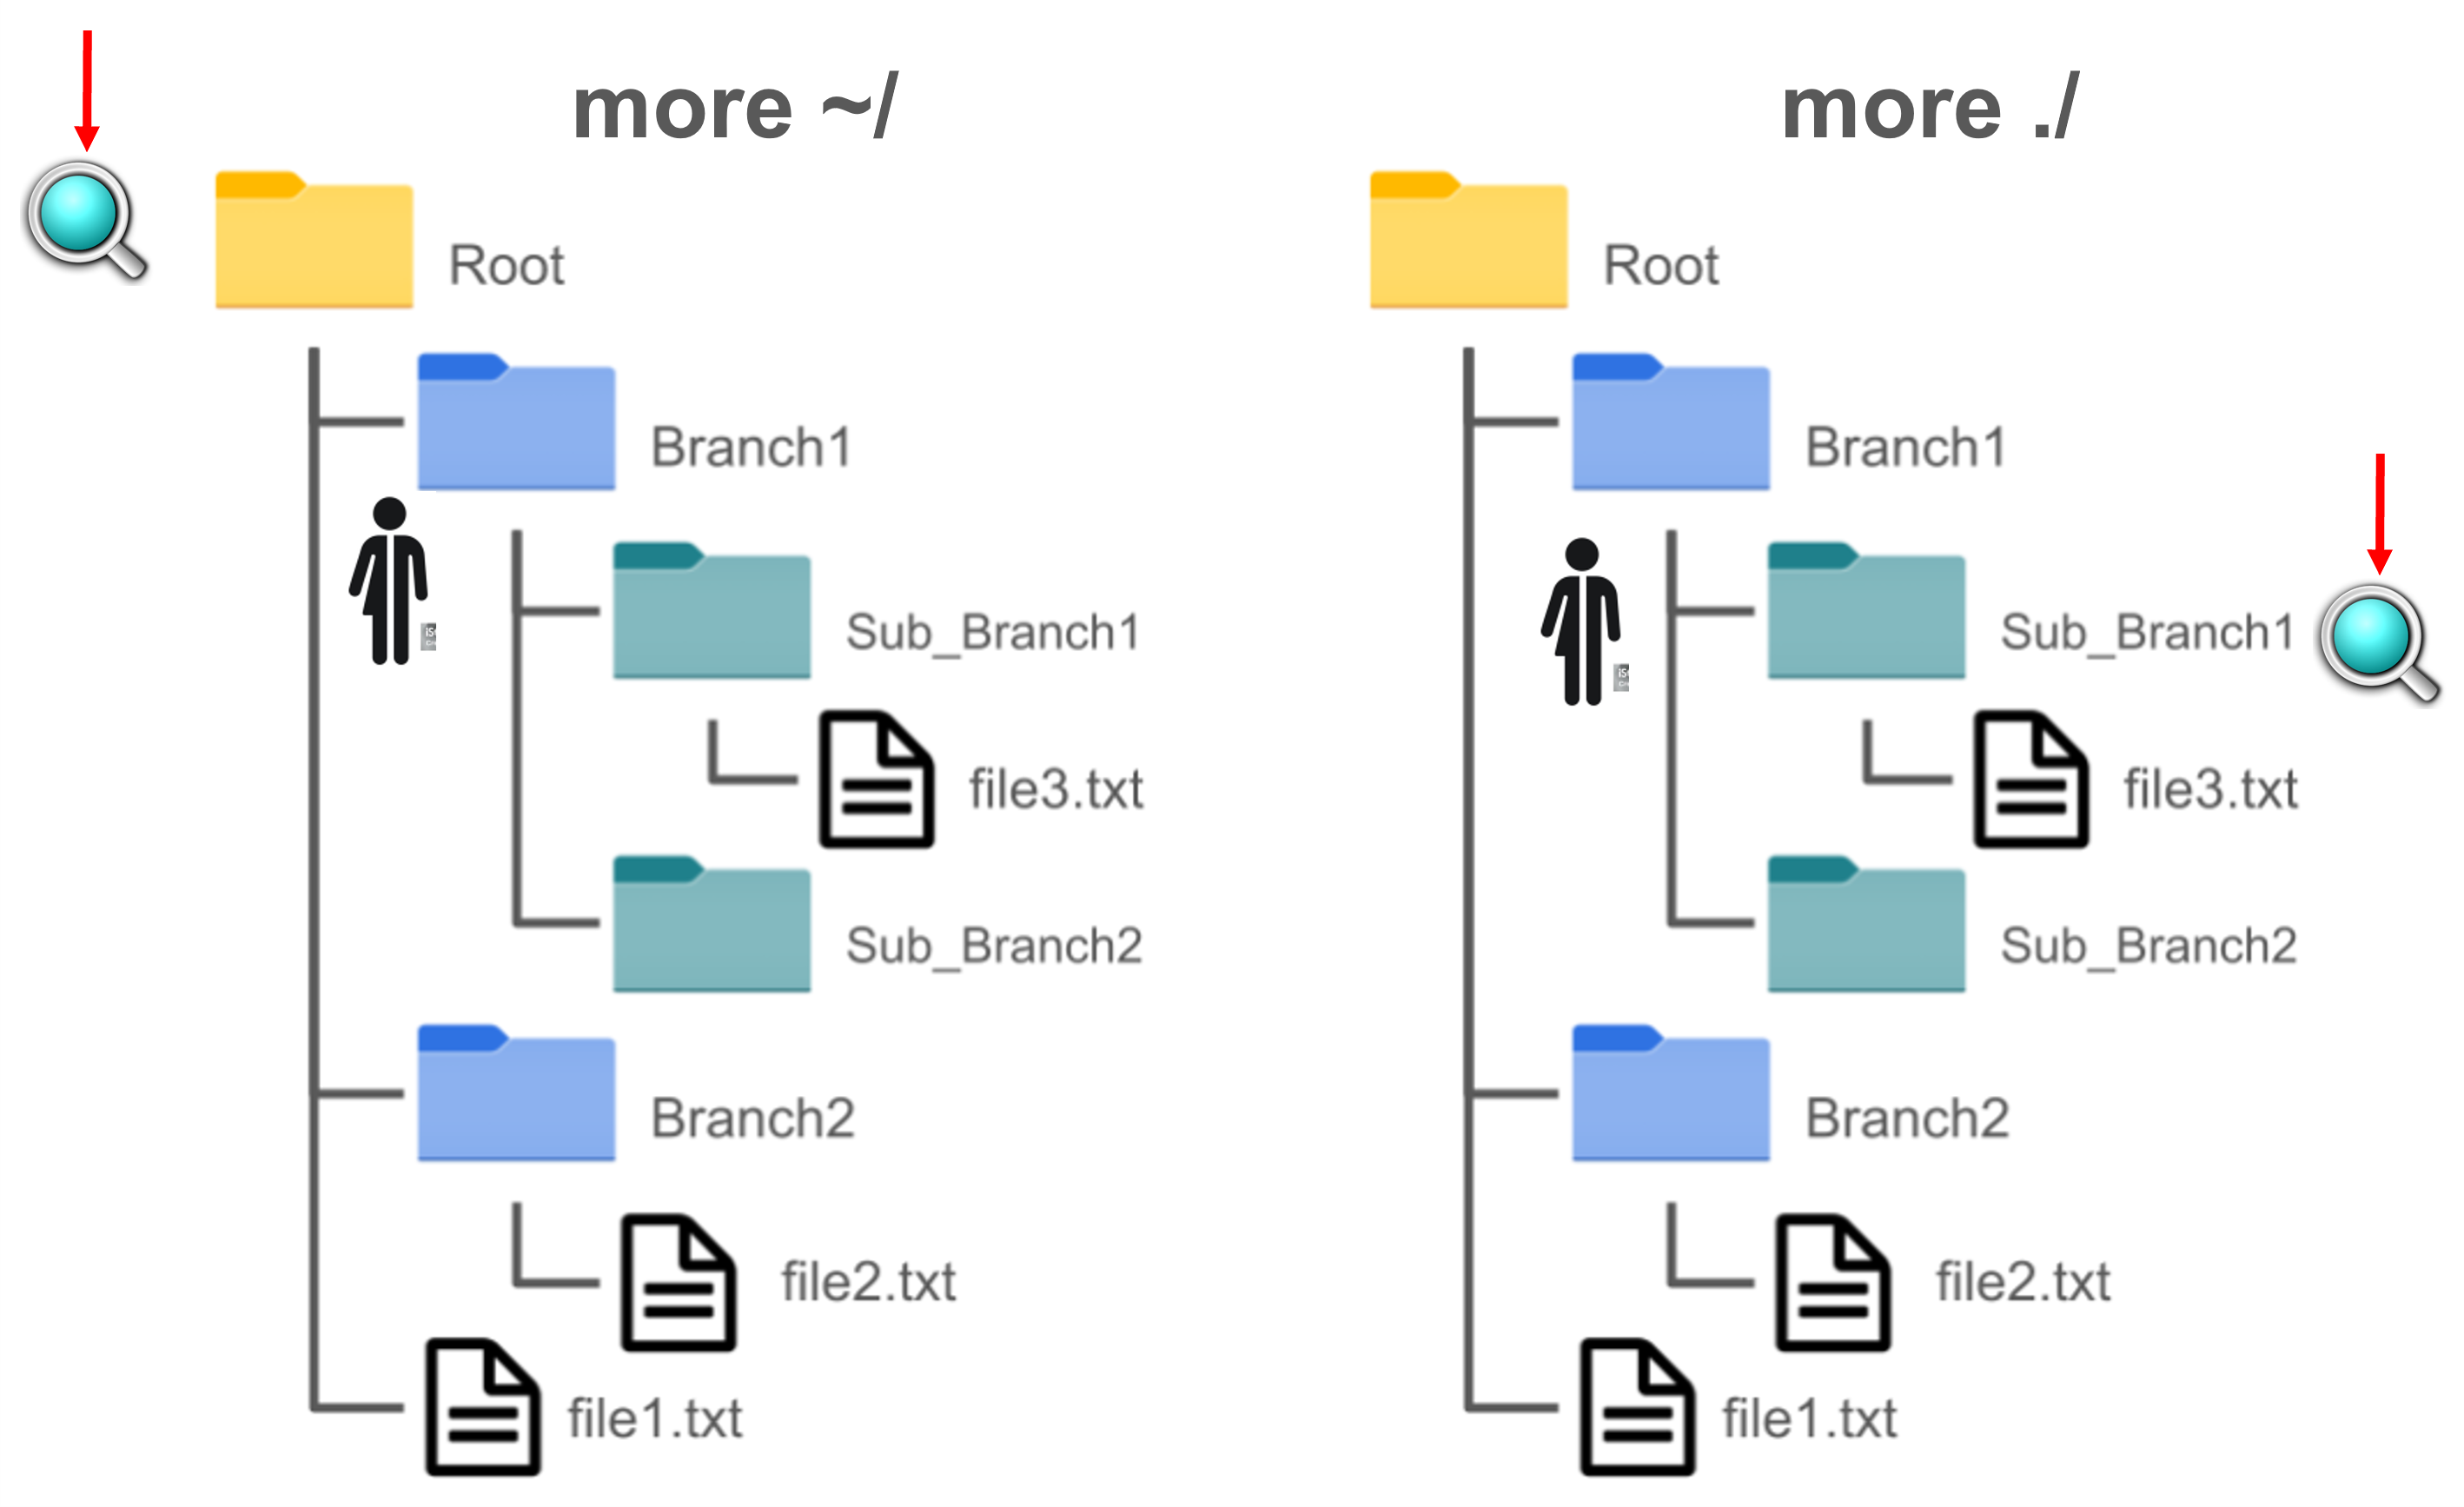 more ~/
Root
Branch1
Sub_Branch1
file3.txt
Sub_Branch2
Branch2
file2.txt
file1.txt
more ./
Root
Branch1
Sub_Branch1
file3.txt
Sub_Branch2
Branch2
file2.txt
file1.txt